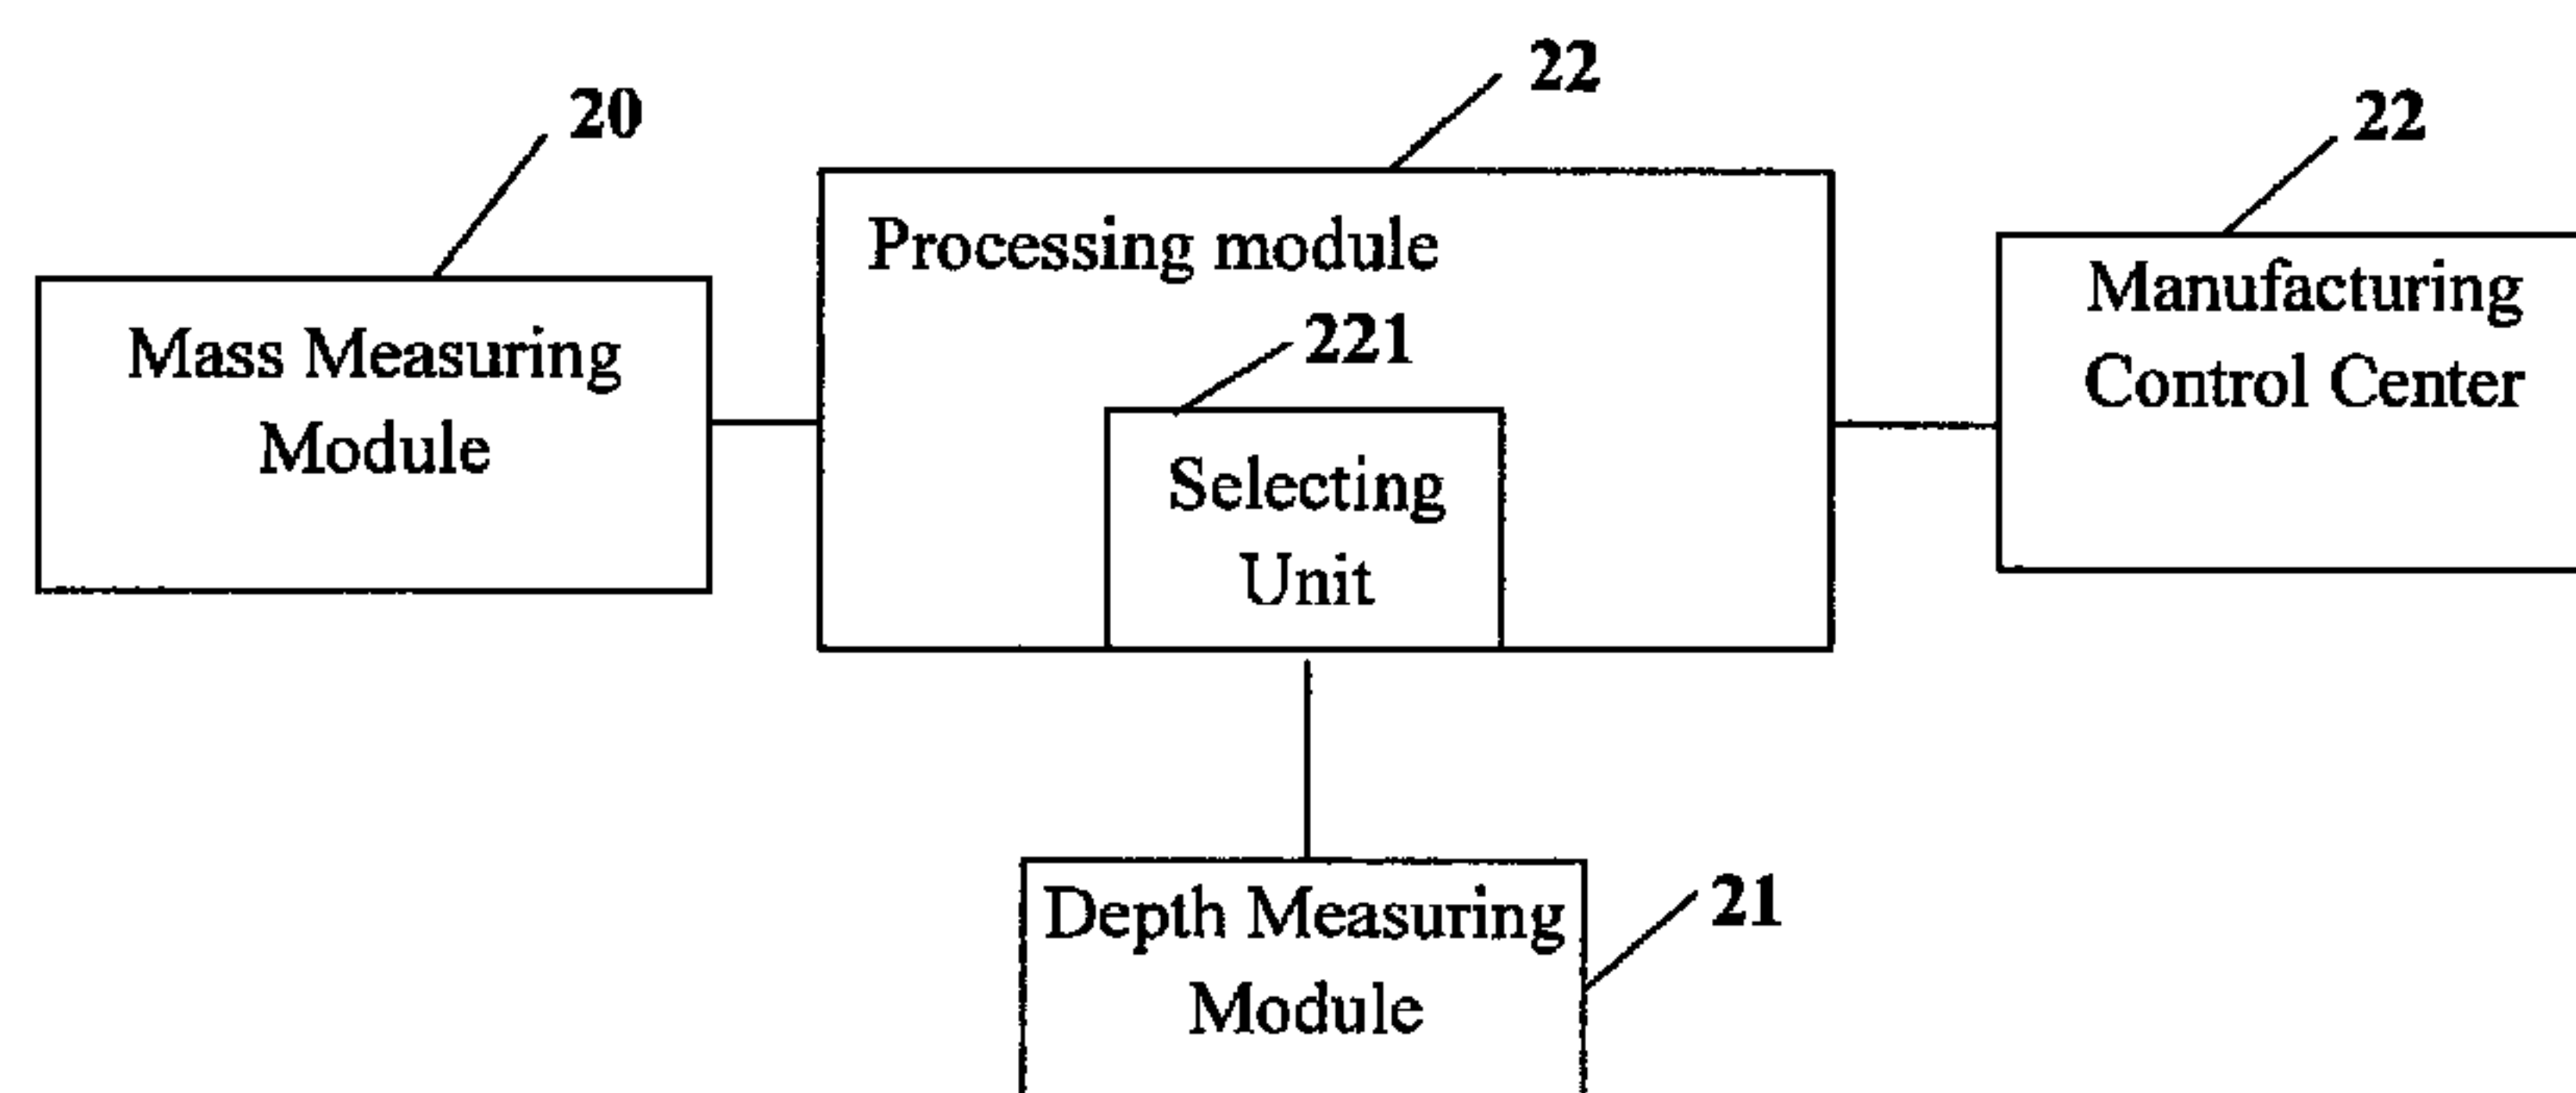 22
20
22
Processing module
Manufacturing
Control Center
221
Mass Measuring
Module
Selecting
Unit
Depth Measuring
Module
21